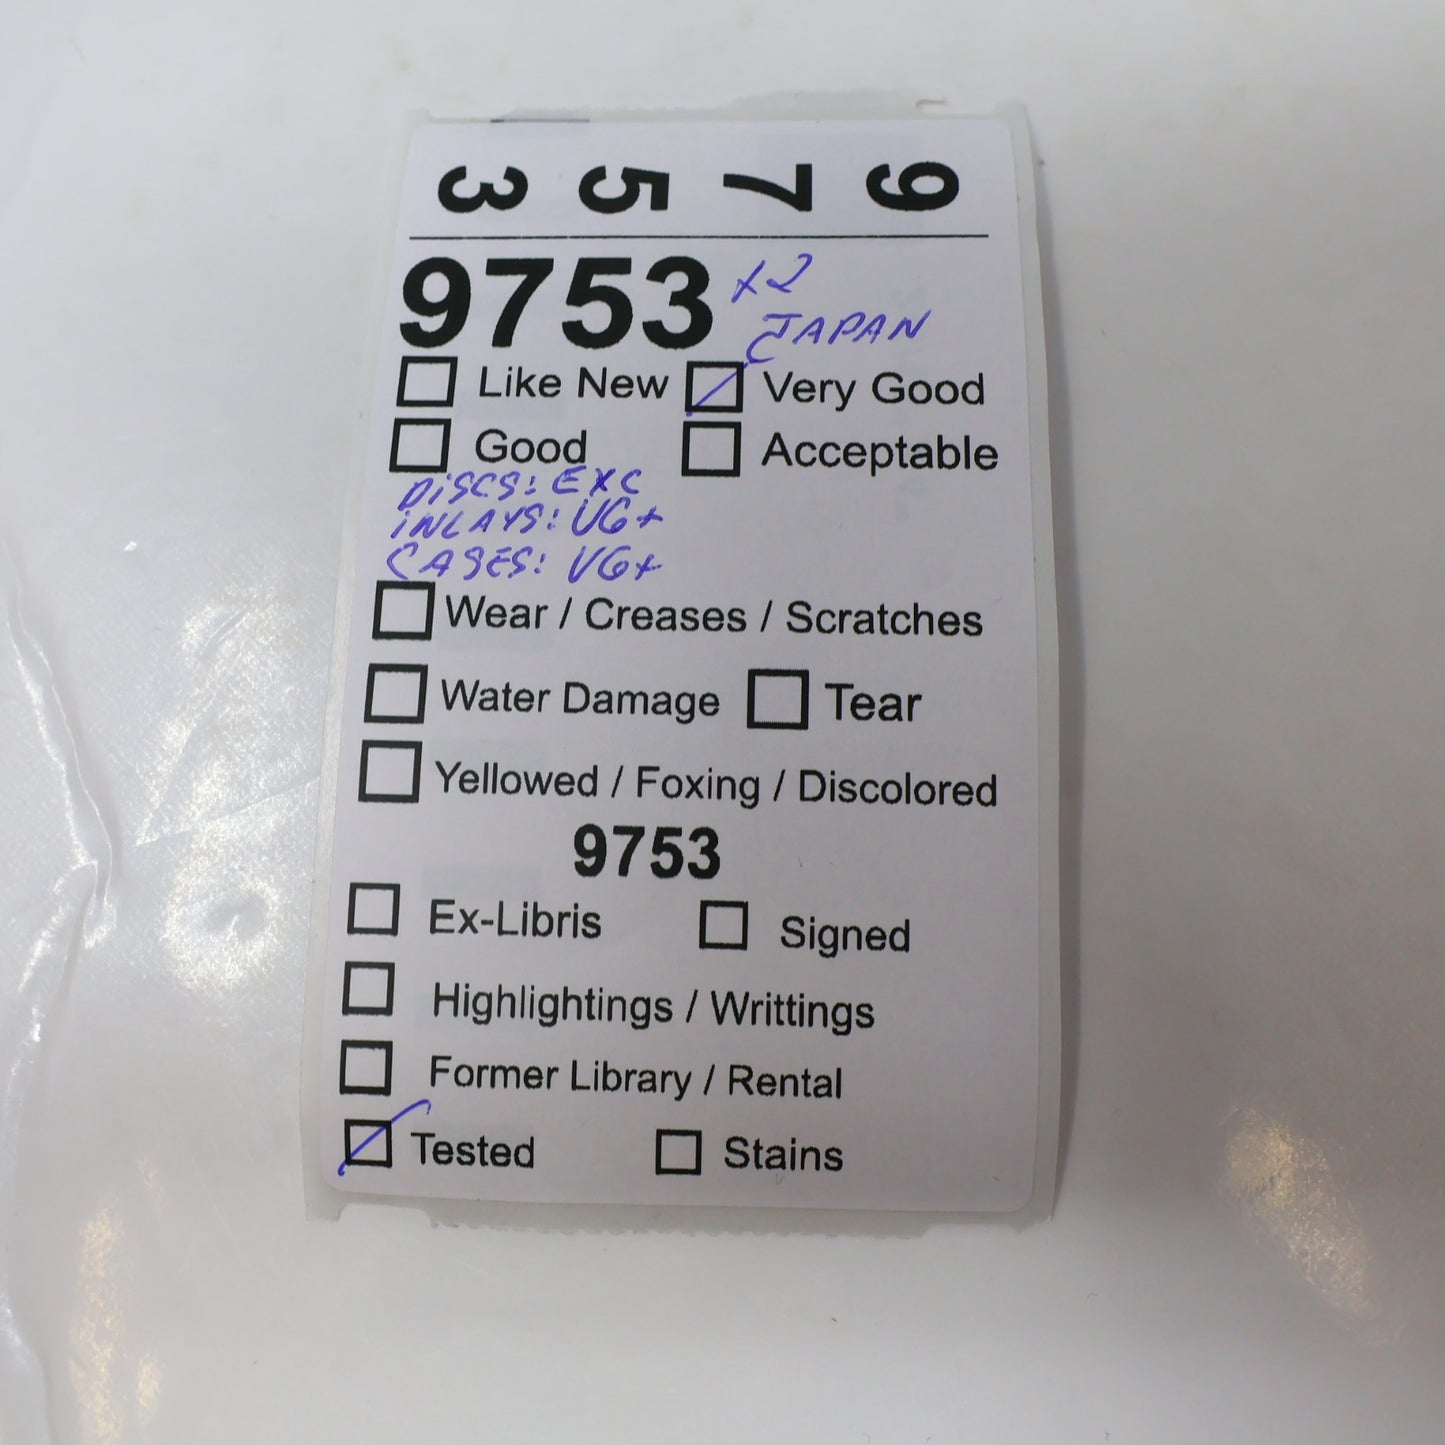 9753
9753 x2
JAPAN
Like New Very Good
Good Acceptable
DISCS: EXC
INLAYS: VG+
CASES: VG+
Wear / Creases / Scratches
Water Damage Tear
Yellowed / Foxing / Discolored
9753
Ex-Libris Signed
Highlightings / Writtings
Former Library / Rental
Tested Stains